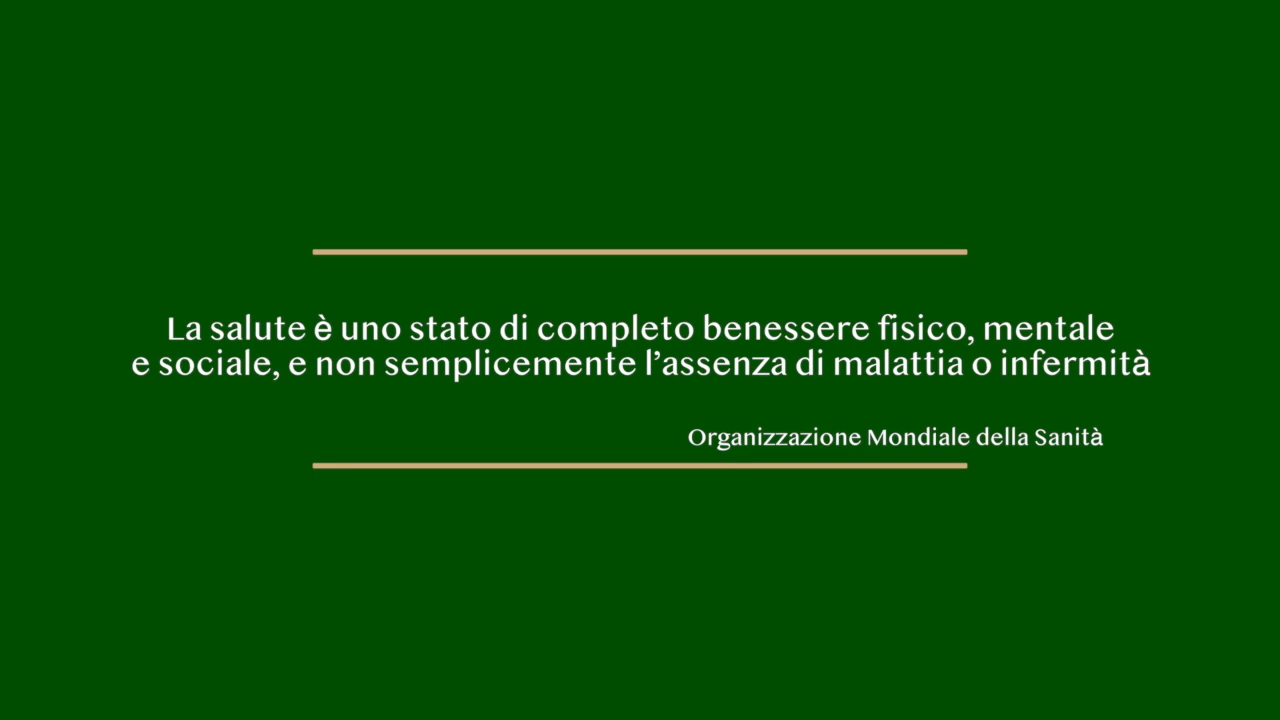 La salute è uno stato di completo benessere fisico, mentale
e sociale, e non semplicemente l’assenza di malattia o infermità
Organizzazione Mondiale della Sanità